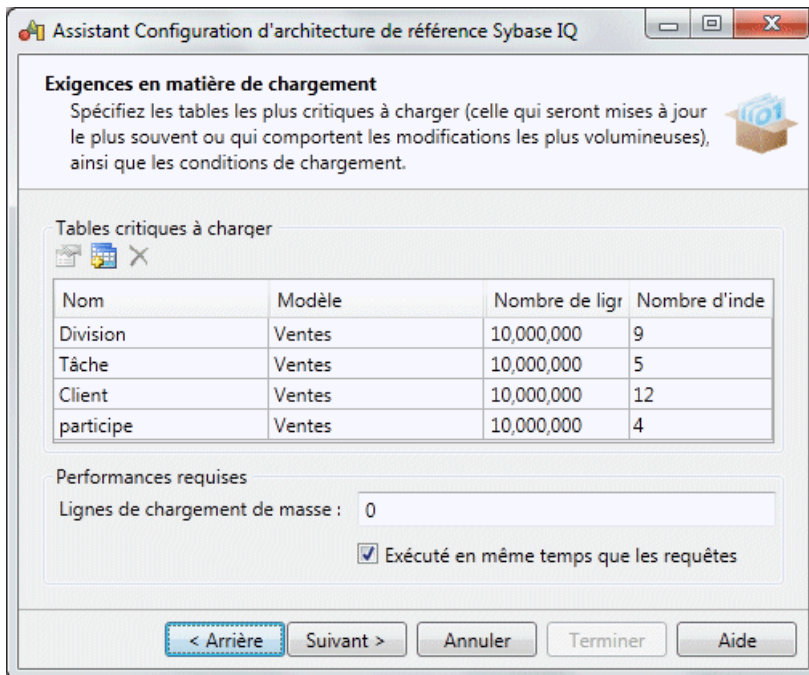 Assistant Configuration d'architecture de référence Sybase IQ
Exigences en matière de chargement
Spécifiez les tables les plus critiques à charger (celle qui seront mises à jour
le plus souvent ou qui comportent les modifications les plus volumineuses),
ainsi que les conditions de chargement.
Tables critiques à charger
Nom Modèle Nombre de ligr Nombre d'inde
Division Ventes 10,000,000 9
Tâche Ventes 10,000,000 5
Client Ventes 10,000,000 12
participe Ventes 10,000,000 4
Performances requises
Lignes de chargement de masse : 0
Exécuté en même temps que les requêtes
< Arrière Suivant > Annuler Terminer Aide